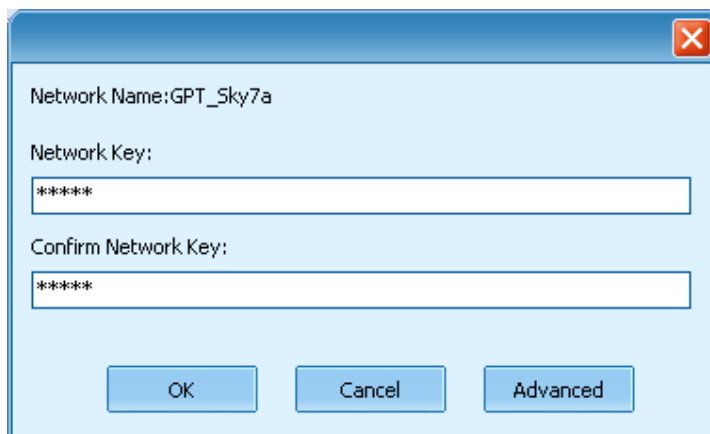 Network Name:GPT_Sky7a
Network Key:
*****
Confirm Network Key:
*****
OK Cancel Advanced